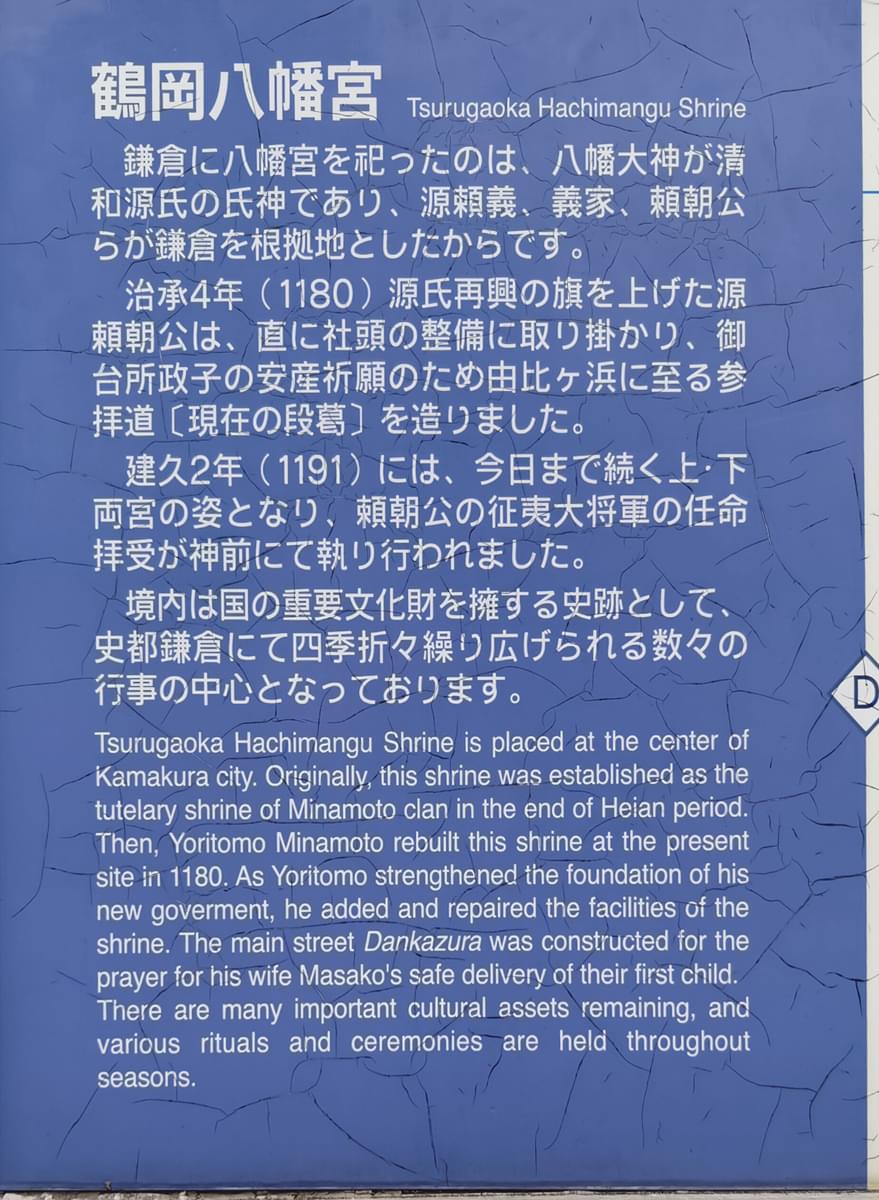 鶴岡八幡宮 Tsurugaoka Hachimangu Shrine
鎌倉に八幡宮を祀ったのは、八幡大神が清
和源氏の氏神であり、源頼義、義家、頼朝公
らが鎌倉を根拠地としたからです。
治承4年（1180）源氏再興の旗を上げた源
頼朝公は、直に社頭の整備に取り掛かり、御
台所政子の安産祈願のため由比ヶ浜に至る参
拝道〔現在の段葛〕を造りました。
建久2年（1191）には、今日まで続く上·下
両宮の姿となり、頼朝公の征夷大将軍の任命
拝受が神前にて執り行われました。
境内は国の重要文化財を擁する史跡として、
史都鎌倉にて四季折々繰り広げられる数々の
行事の中心となっております。
Tsurugaoka Hachimangu Shrine is placed at the center of
Kamakura city. Originally, this shrine was established as the
tutelary shrine of Minamoto clan in the end of Heian period.
Then, Yoritomo Minamoto rebuilt this shrine at the present
site in 1180. As Yoritomo strengthened the foundation of his
new goverment, he added and repaired the facilities of the
shrine. The main street Dankazura was constructed for the
prayer for his wife Masako's safe delivery of their first child.
There are many important cultural assets remaining, and
various rituals and ceremonies are held throughout
seasons.
D